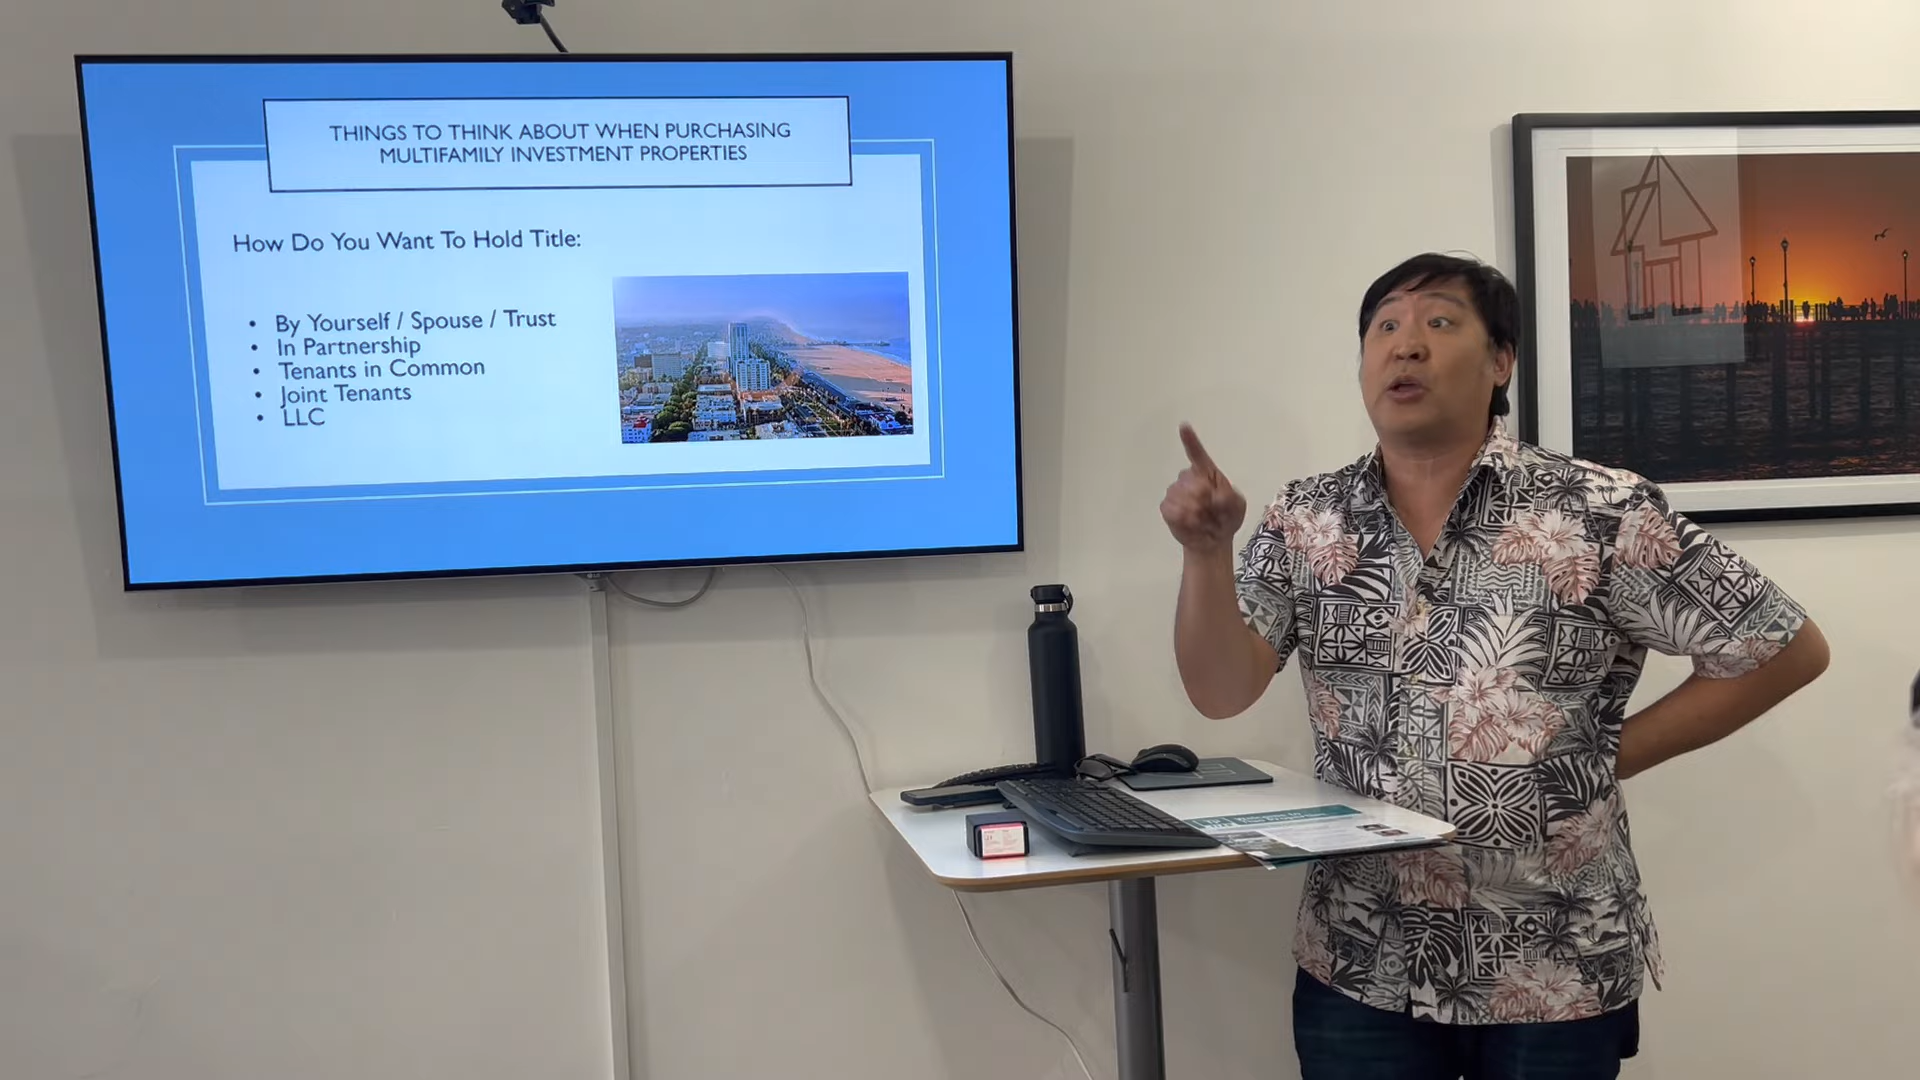 THINGS TO THINK ABOUT WHEN PURCHASING
MULTIFAMILY INVESTMENT PROPERTIES
How Do You Want To Hold Title:
• By Yourself / Spouse / Trust
• In Partnership
• Tenants in Common
• Joint Tenants
• LLC